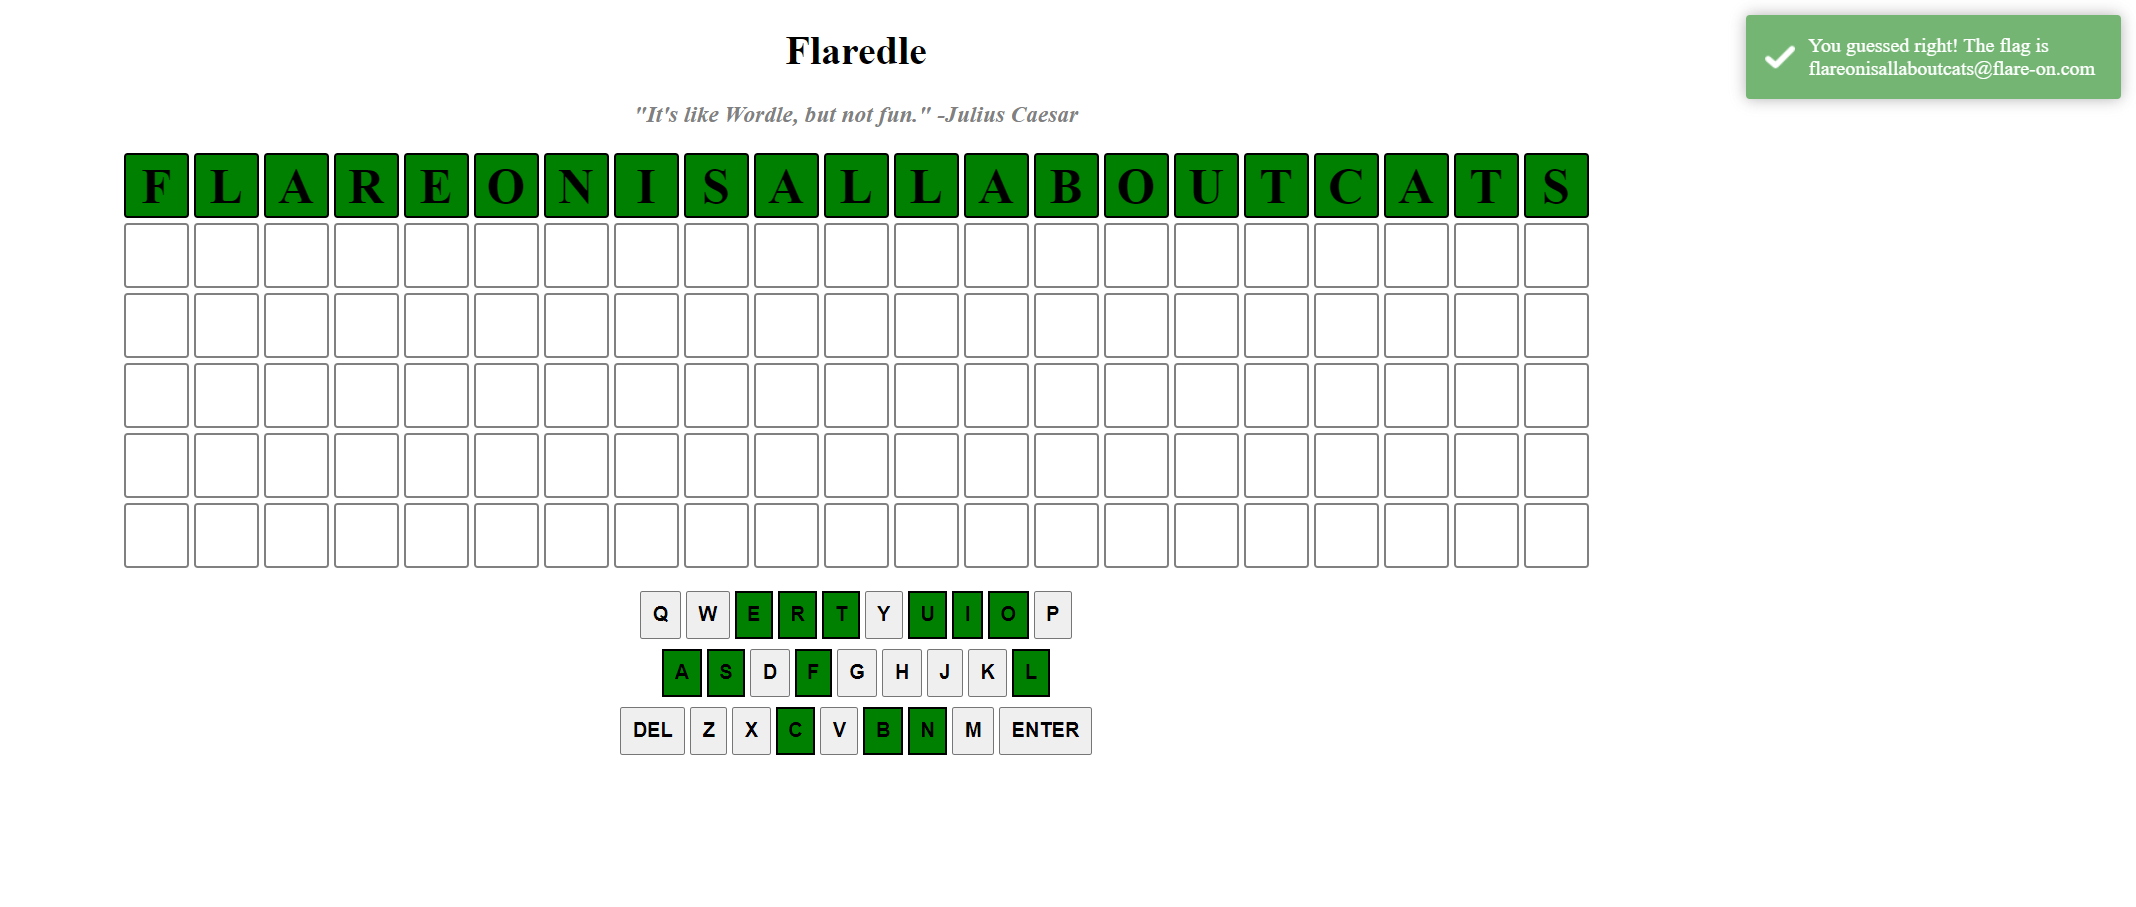 Flaredle
You guessed right! The flag is
flareonisallaboutcats@flare-on.com
"It's like Wordle, but not fun." -Julius Caesar
F L A R E O N I S A L L A B O U T C A T S
Q W E R T Y U I O P
A S D F G H J K L
DEL Z X C V B N M ENTER